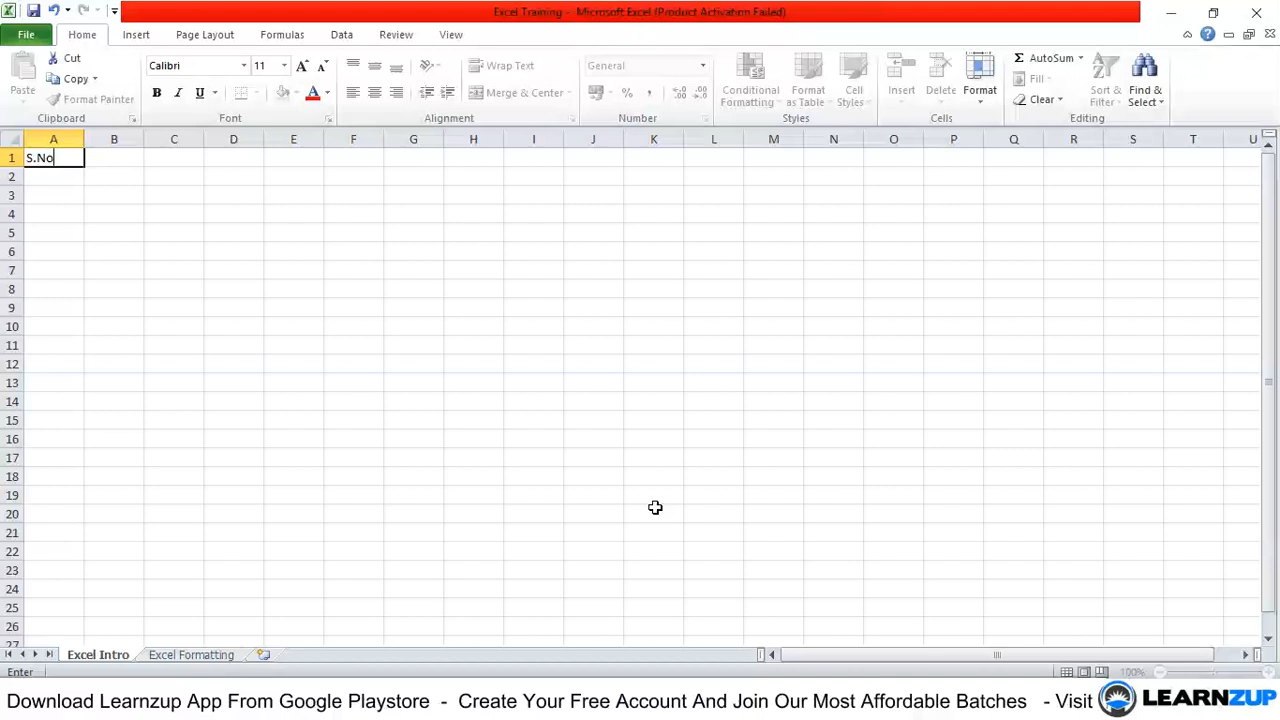 Excel Training - Microsoft Excel (Product Activation Failed)
File Home Insert Page Layout Formulas Data Review View
Paste Cut Copy Format Painter
Calibri 11 B I U A
Wrap Text
Merge & Center
General
%
Conditional Formatting Format as Table Cell Styles
Insert Delete Format
AutoSum
Fill
Clear
Sort & Filter
Find & Select
Clipboard Font Alignment Number Styles Cells Editing
A B C D E F G H I J K L M N O P Q R S T U
1 S.No
2
3
4
5
6
7
8
9
10
11
12
13
14
15
16
17
18
19
20
21
22
23
24
25
26
27
Excel Intro Excel Formatting
Enter 100%
Download Learnzup App From Google Playstore - Create Your Free Account And Join Our Most Affordable Batches - Visit LEARNZUP